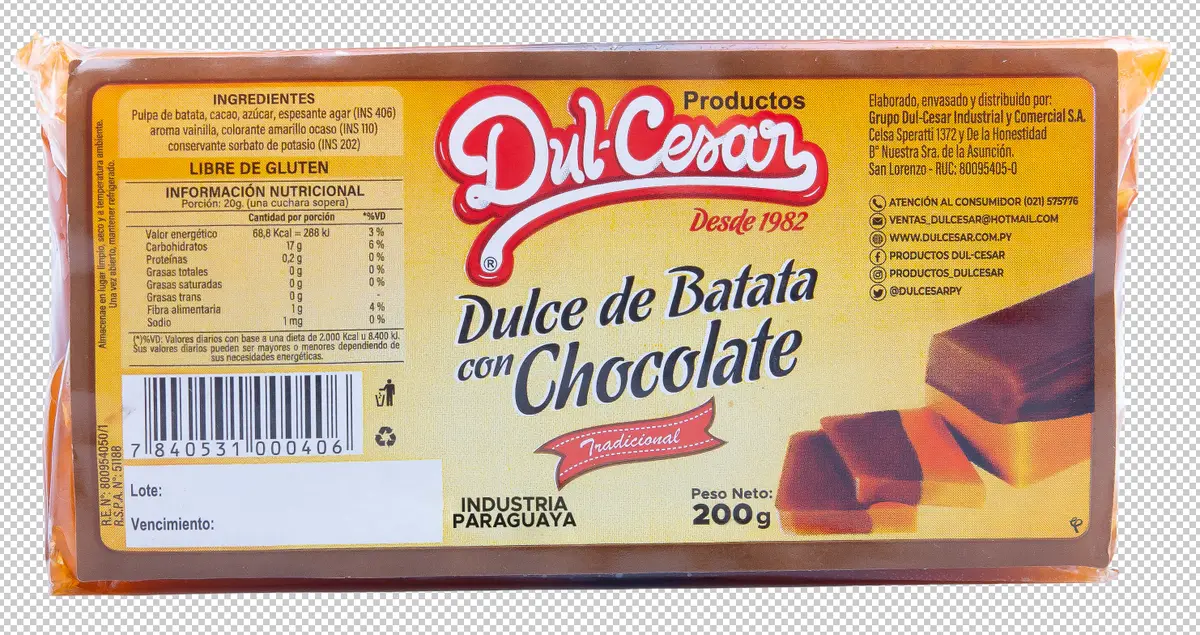 INGREDIENTES
Pulpa de batata, cacao, azúcar, espesante agar (INS 406)
aroma vainilla, colorante amarillo ocaso (INS 110)
conservante sorbato de potasio (INS 202)
LIBRE DE GLUTEN
INFORMACIÓN NUTRICIONAL
Porción: 20g. (una cuchara sopera)
Cantidad por porción *%VD
Valor energético 68,8 Kcal = 288 kJ 3 %
Carbohidratos 17 g 6 %
Proteínas 0,2 g 0 %
Grasas totales 0 g 0 %
Grasas saturadas 0 g 0 %
Grasas trans 0 g -
Fibra alimentaria 1 g 4 %
Sodio 1 mg 0 %
(*)%VD: Valores diarios con base a una dieta de 2.000 Kcal u 8.400 kJ.
Sus valores diarios pueden ser mayores o menores dependiendo de
sus necesidades energéticas.
Almacenae en lugar limpio, seco y a temperatura ambiente.
Una vez abierto, mantener refrigerado.
7 840531 000406
R.E. N°: 800954050/1
R.S.P.A. N°: 51188
Lote:
Vencimiento:
Productos
Dul-Cesar
®
Desde 1982
Dulce de Batata
con Chocolate
Tradicional
INDUSTRIA
PARAGUAYA
Peso Neto:
200g
Elaborado, envasado y distribuido por:
Grupo Dul-Cesar Industrial y Comercial S.A.
Celsa Speratti 1372 y De la Honestidad
B° Nuestra Sra. de la Asunción.
San Lorenzo - RUC: 80095405-0
ATENCIÓN AL CONSUMIDOR (021) 575776
VENTAS_DULCESAR@HOTMAIL.COM
WWW.DULCESAR.COM.PY
PRODUCTOS DUL-CESAR
PRODUCTOS_DULCESAR
@DULCESARPY